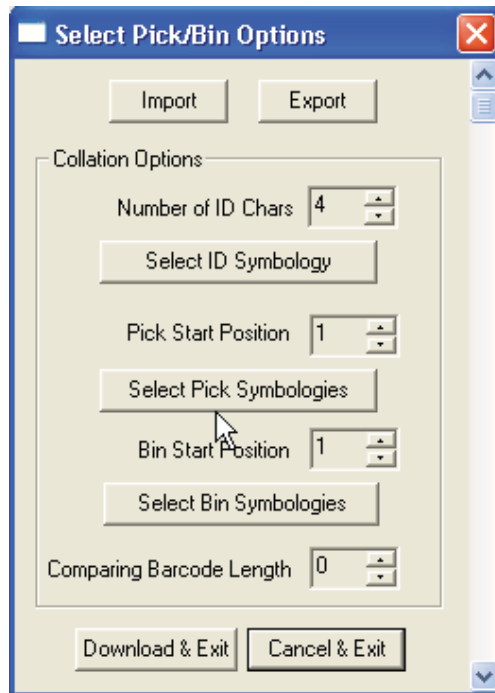 Select Pick/Bin Options
Import Export
Collation Options
Number of ID Chars 4
Select ID Symbology
Pick Start Position 1
Select Pick Symbologies
Bin Start Position 1
Select Bin Symbologies
Comparing Barcode Length 0
Download & Exit Cancel & Exit